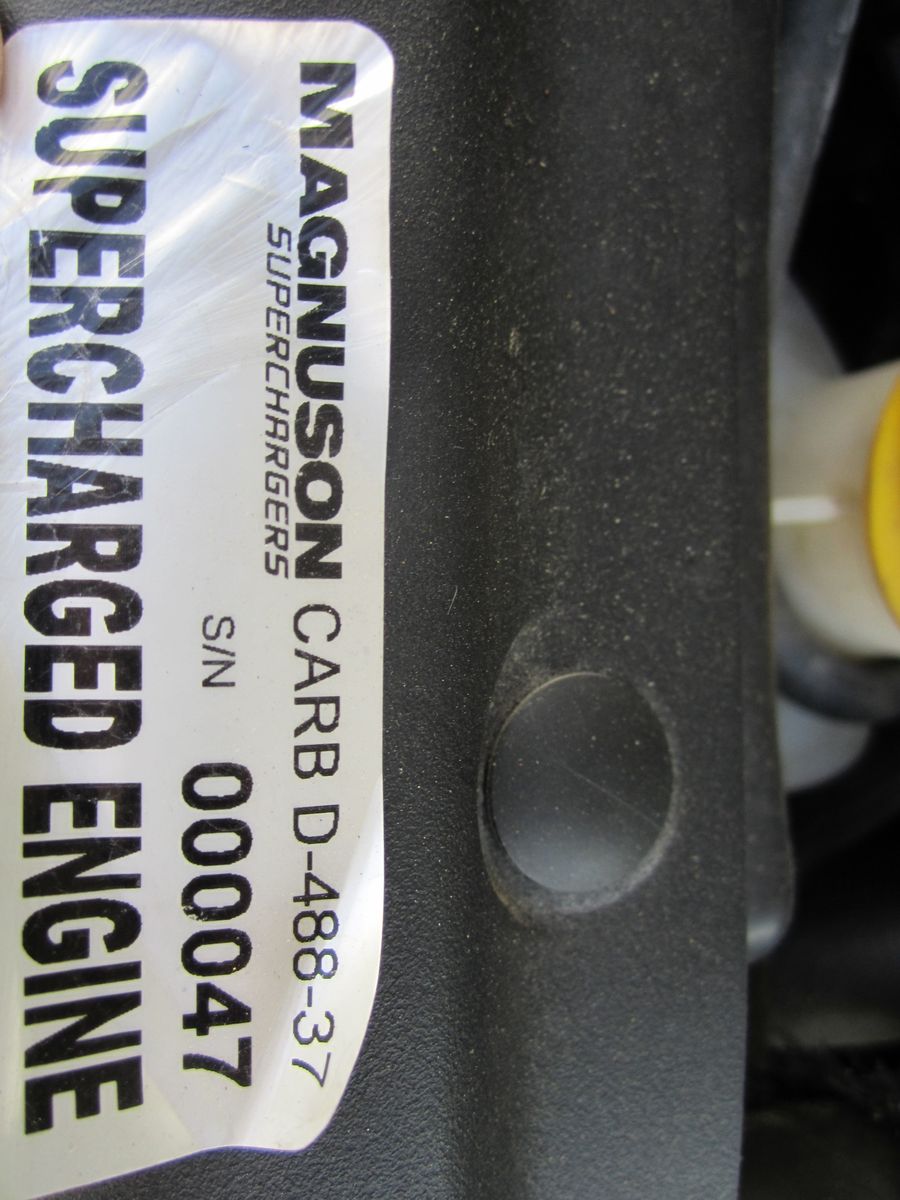 MAGNUSON CARB D-488-37
SUPERCHARGERS
S/N 000047
SUPERCHARGED ENGINE